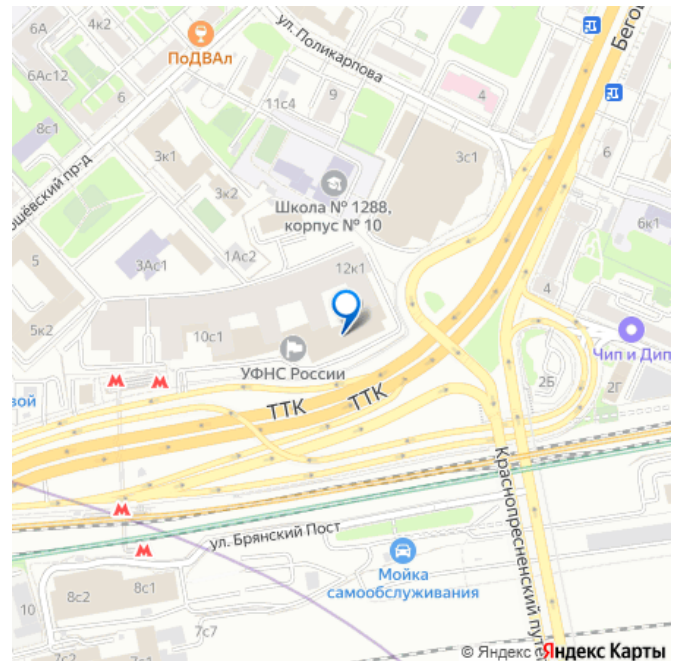 6А
4к2
ПоДВАл
6Ас12
6
8с1
ул. Поликарпова
11с4
9
4
Бегов
3к1
3с1
6
ошёвский пр-д
3к2
Школа № 1288,
корпус № 10
6к1
5
3Ас1
1Ас2
12к1
4
5к2
10с1
УФНС России
Чип и Дип
2Б
2Г
вой
ТТК
ТТК
Краснопресненский пут
ул. Брянский Пост
Мойка
самообслуживания
10
8с2
8с1
7с7
7с2
© Яндекс
Яндекс Карты